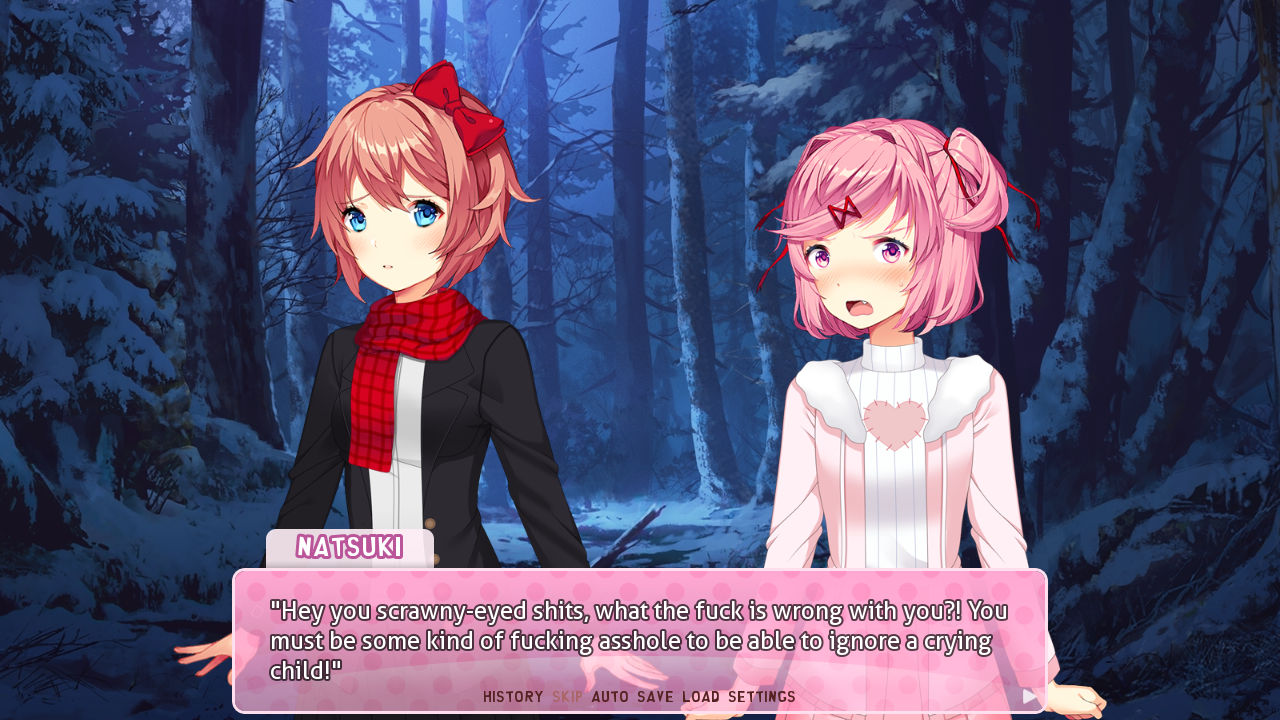 NATSUKI
"Hey you scrawny-eyed shits, what the fuck is wrong with you?! You
must be some kind of fucking asshole to be able to ignore a crying
child!"
HISTORY SKIP AUTO SAVE LOAD SETTINGS